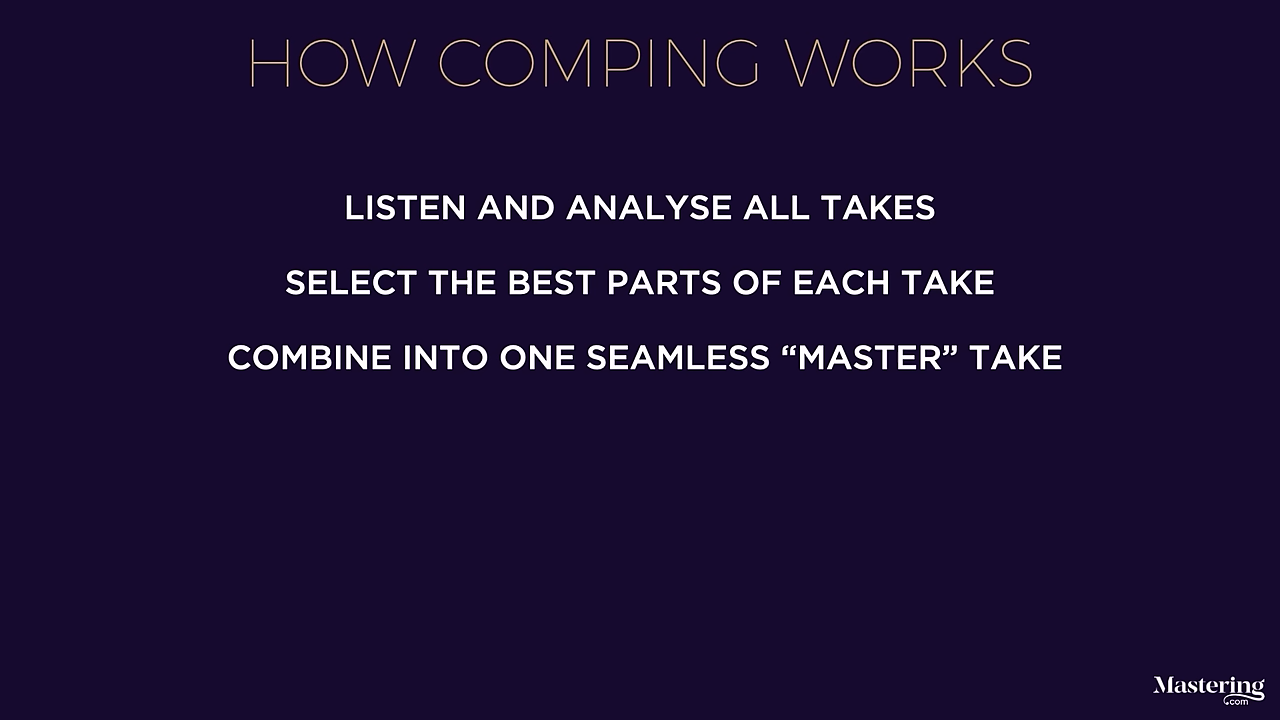 HOW COMPING WORKS
LISTEN AND ANALYSE ALL TAKES
SELECT THE BEST PARTS OF EACH TAKE
COMBINE INTO ONE SEAMLESS “MASTER” TAKE
Mastering
.com